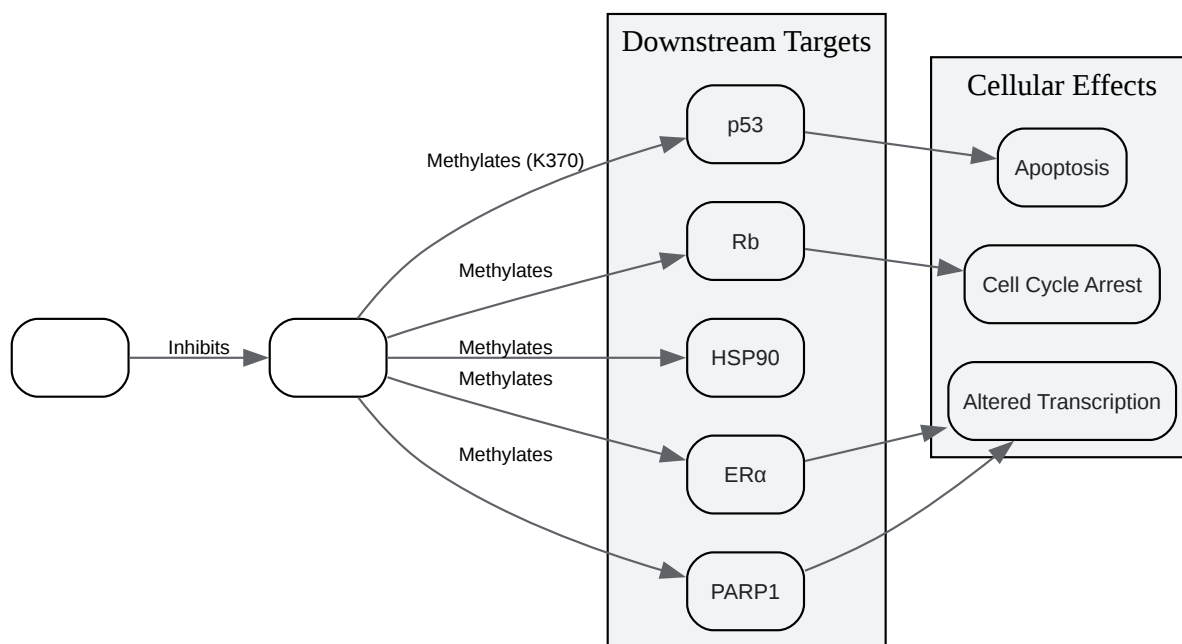 Downstream Targets
Cellular Effects
p53
Methylates (K370)
Apoptosis
Rb
Methylates
Cell Cycle Arrest
Inhibits
Methylates
HSP90
Methylates
Altered Transcription
Methylates
ERα
PARP1